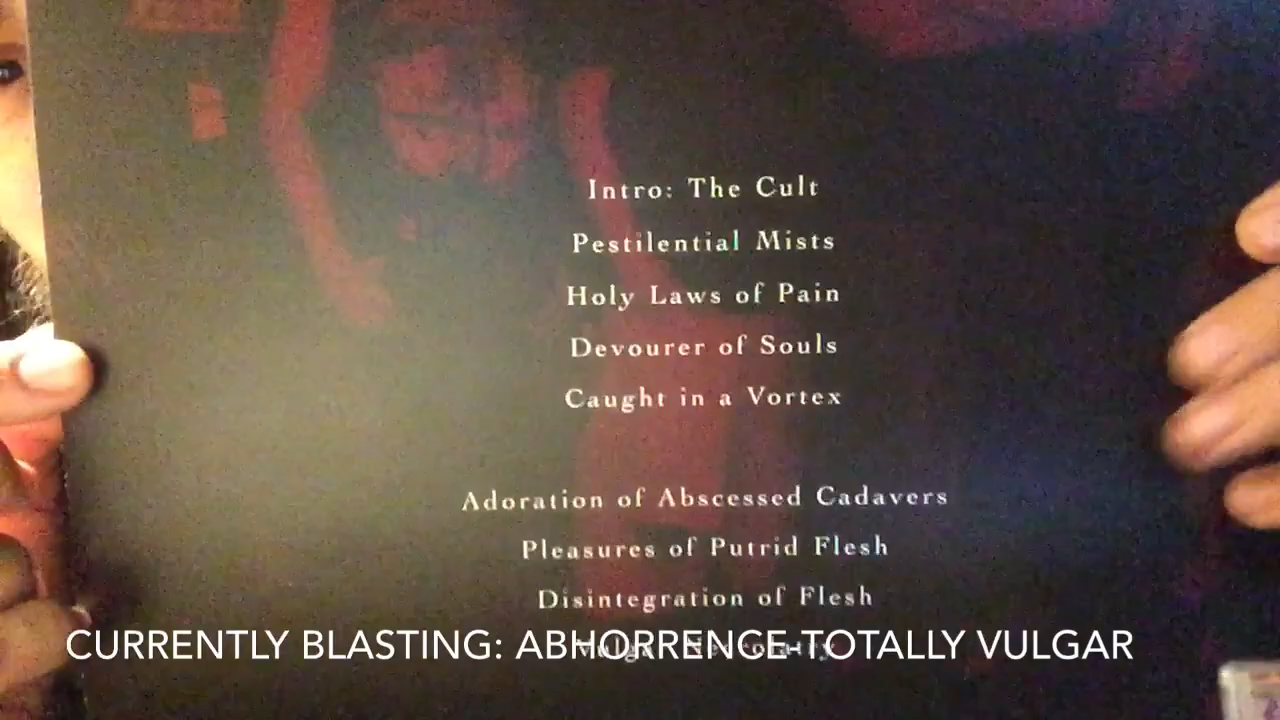 Intro: The Cult
Pestilential Mists
Holy Laws of Pain
Devourer of Souls
Caught in a Vortex
Adoration of Abscessed Cadavers
Pleasures of Putrid Flesh
Disintegration of Flesh
CURRENTLY BLASTING: ABHORRENCE-TOTALLY VULGAR